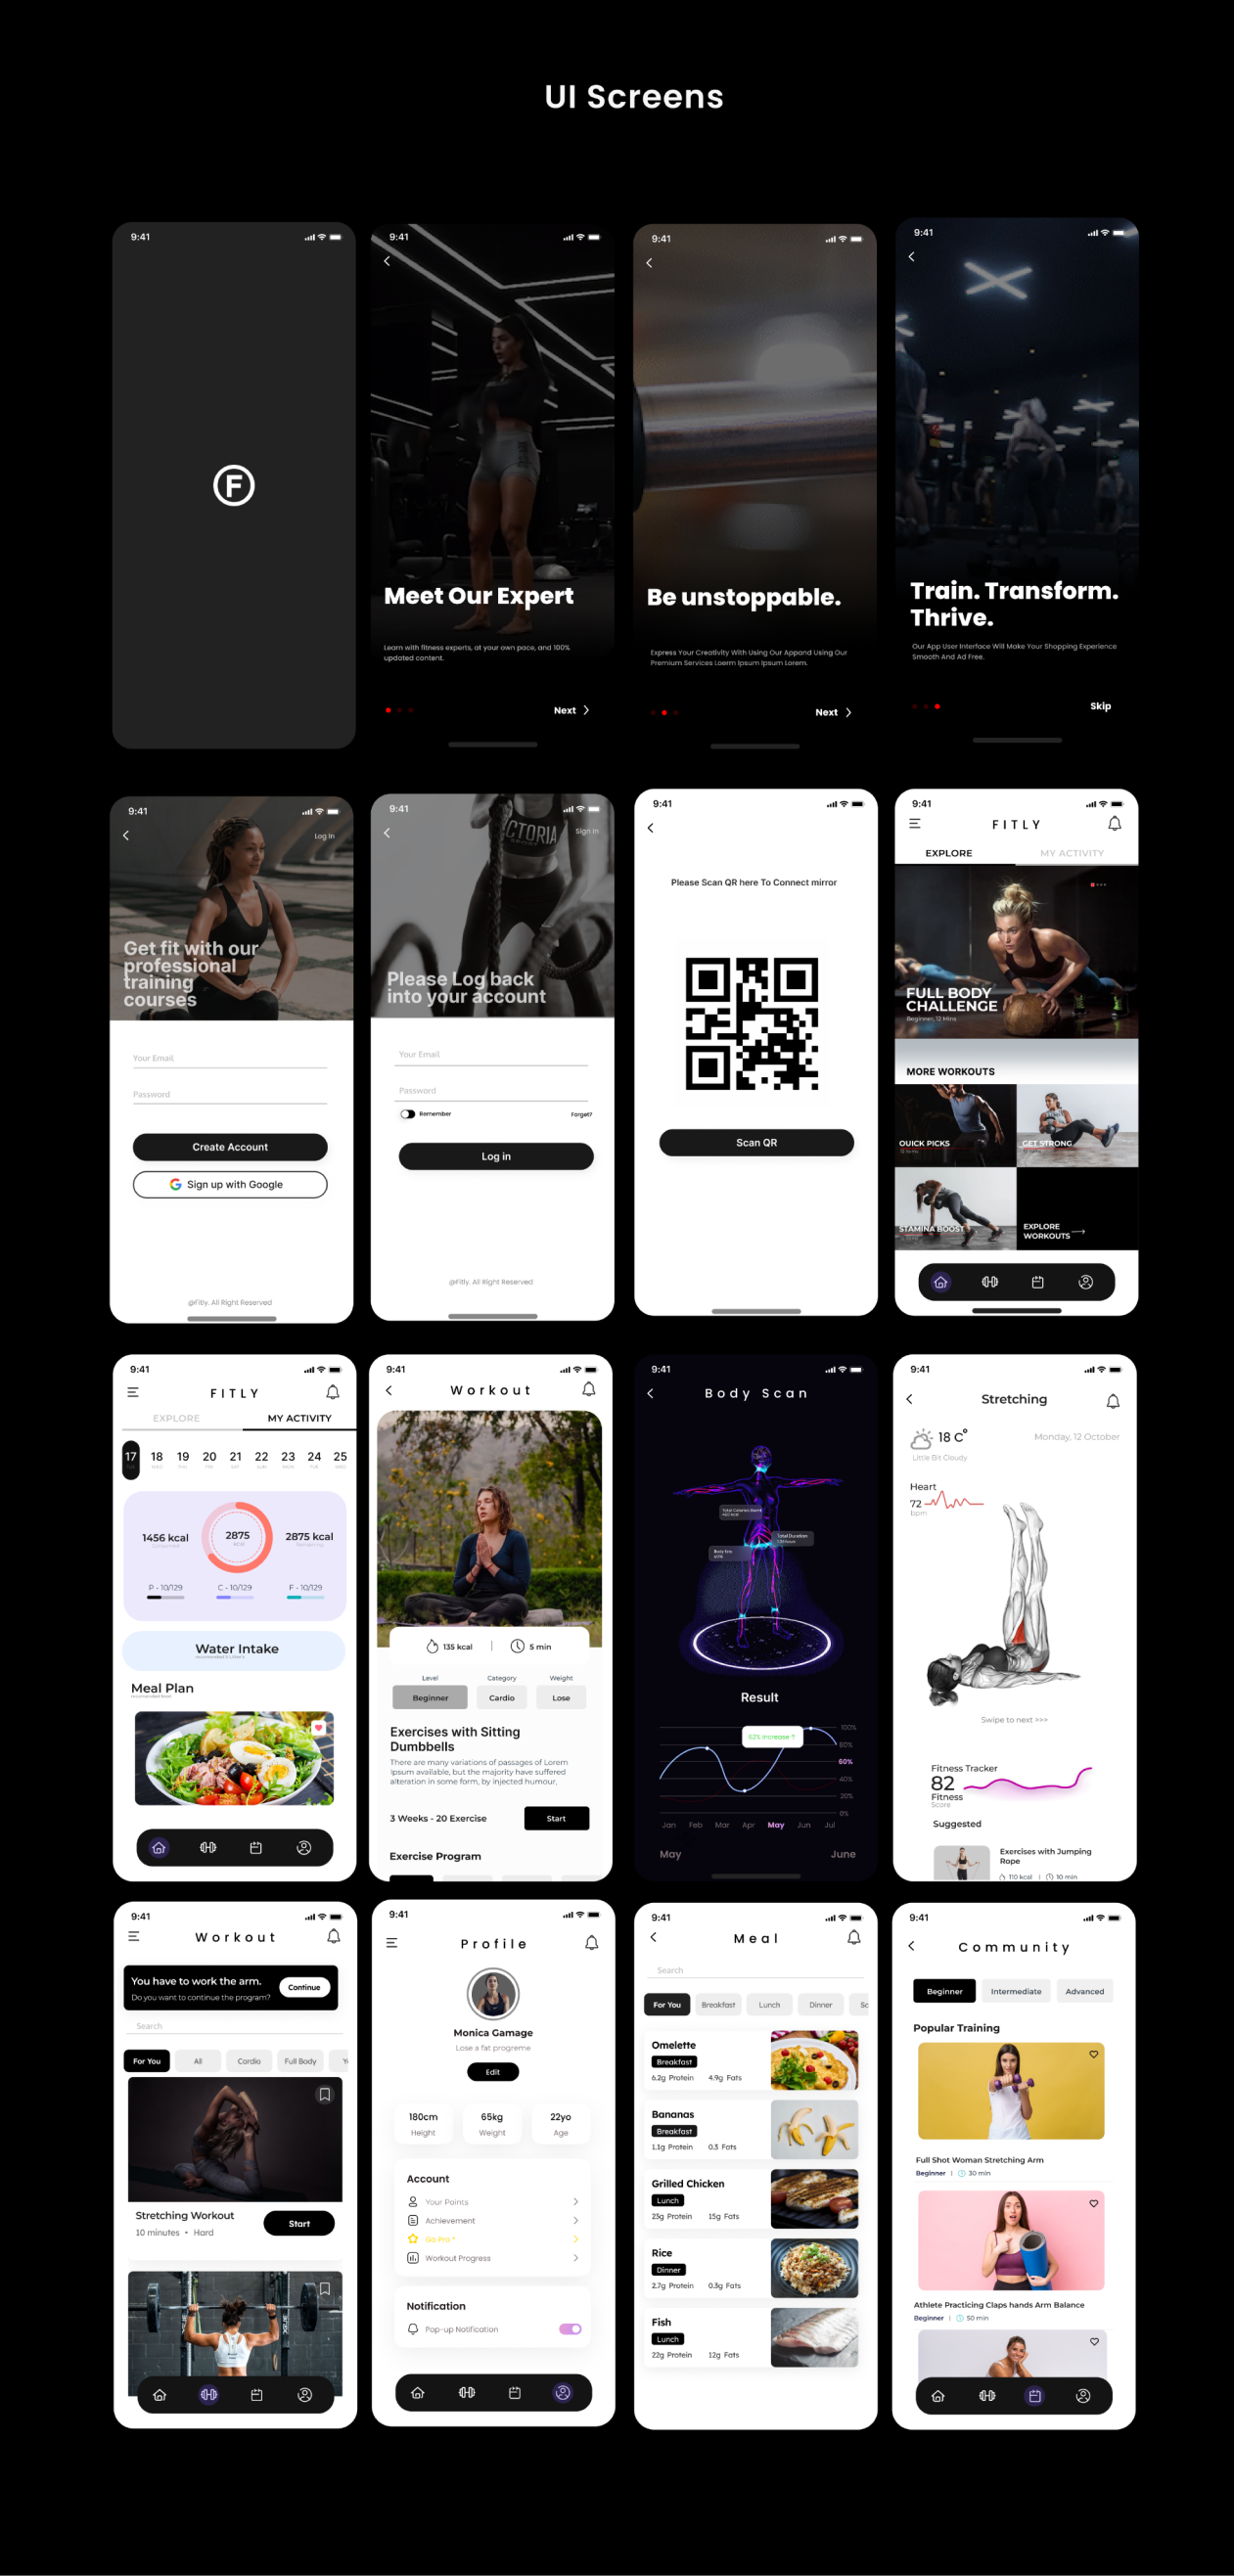 UI Screens
9:41
F
9:41
Meet Our Expert
Learn with fitness experts, at your own pace, and 100%
updated content.
Next
9:41
Be unstoppable.
Express Your Creativity With Using Our Appand Using Our
Premium Services Loerm Ipsum Ipsum Lorem.
Next
9:41
Train. Transform.
Thrive.
Our App User Interface Will Make Your Shopping Experience
Smooth And Ad Free.
Skip
9:41
Log In
Get fit with our
professional
training
courses
Your Email
Password
Create Account
Sign up with Google
@Fitly. All Right Reserved
9:41
Sign In
CTORIA
SPORT
Please Log back
into your account
Your Email
Password
Remember
Forget?
Log in
@Fitly. All Right Reserved
9:41
Please Scan QR here To Connect mirror
Scan QR
9:41
FITLY
EXPLORE
MY ACTIVITY
FULL BODY
CHALLENGE
Beginner, 12 Mins
MORE WORKOUTS
QUICK PICKS
GET STRONG
STAMINA BOOST
EXPLORE
WORKOUTS
9:41
FITLY
EXPLORE
MY ACTIVITY
17 18 19 20 21 22 23 24 25
1456 kcal
2875
2875 kcal
P - 10/129
C - 10/129
F - 10/129
Water Intake
Meal Plan
9:41
Workout
135 kcal
5 min
Level
Category
Weight
Beginner
Cardio
Lose
Exercises with Sitting
Dumbbells
There are many variations of passages of Lorem
Ipsum available, but the majority have suffered
alteration in some form, by injected humour,
3 Weeks - 20 Exercise
Start
Exercise Program
9:41
Body Scan
Total Duration
Body fats
Result
62% Increase ↑
100%
80%
60%
40%
20%
0%
Jan Feb Mar Apr May Jun Jul
May
June
9:41
Stretching
18 C°
Monday, 12 October
Little Bit Cloudy
Heart
72
bpm
Swipe to next >>>
Fitness Tracker
82
Fitness
Score
Suggested
Exercises with Jumping
Rope
110 kcal | 10 min
9:41
Workout
You have to work the arm.
Do you want to continue the program?
Continue
Search
For You
All
Cardio
Full Body
Y
Stretching Workout
10 minutes • Hard
Start
9:41
Profile
Monica Gamage
Lose a fat progreme
Edit
180cm
Height
65kg
Weight
22yo
Age
Account
Your Points
Achievement
Go Pro *
Workout Progress
Notification
Pop-up Notification
9:41
Meal
Search
For You
Breakfast
Lunch
Dinner
Sc
Omelette
Breakfast
6.2g Protein 4.9g Fats
Bananas
Breakfast
1.1g Protein 0.3 Fats
Grilled Chicken
Lunch
25g Protein 15g Fats
Rice
Dinner
2.7g Protein 0.3g Fats
Fish
Lunch
22g Protein 12g Fats
9:41
Community
Beginner
Intermediate
Advanced
Popular Training
Full Shot Woman Stretching Arm
Beginner | 30 min
Athlete Practicing Claps hands Arm Balance
Beginner | 50 min